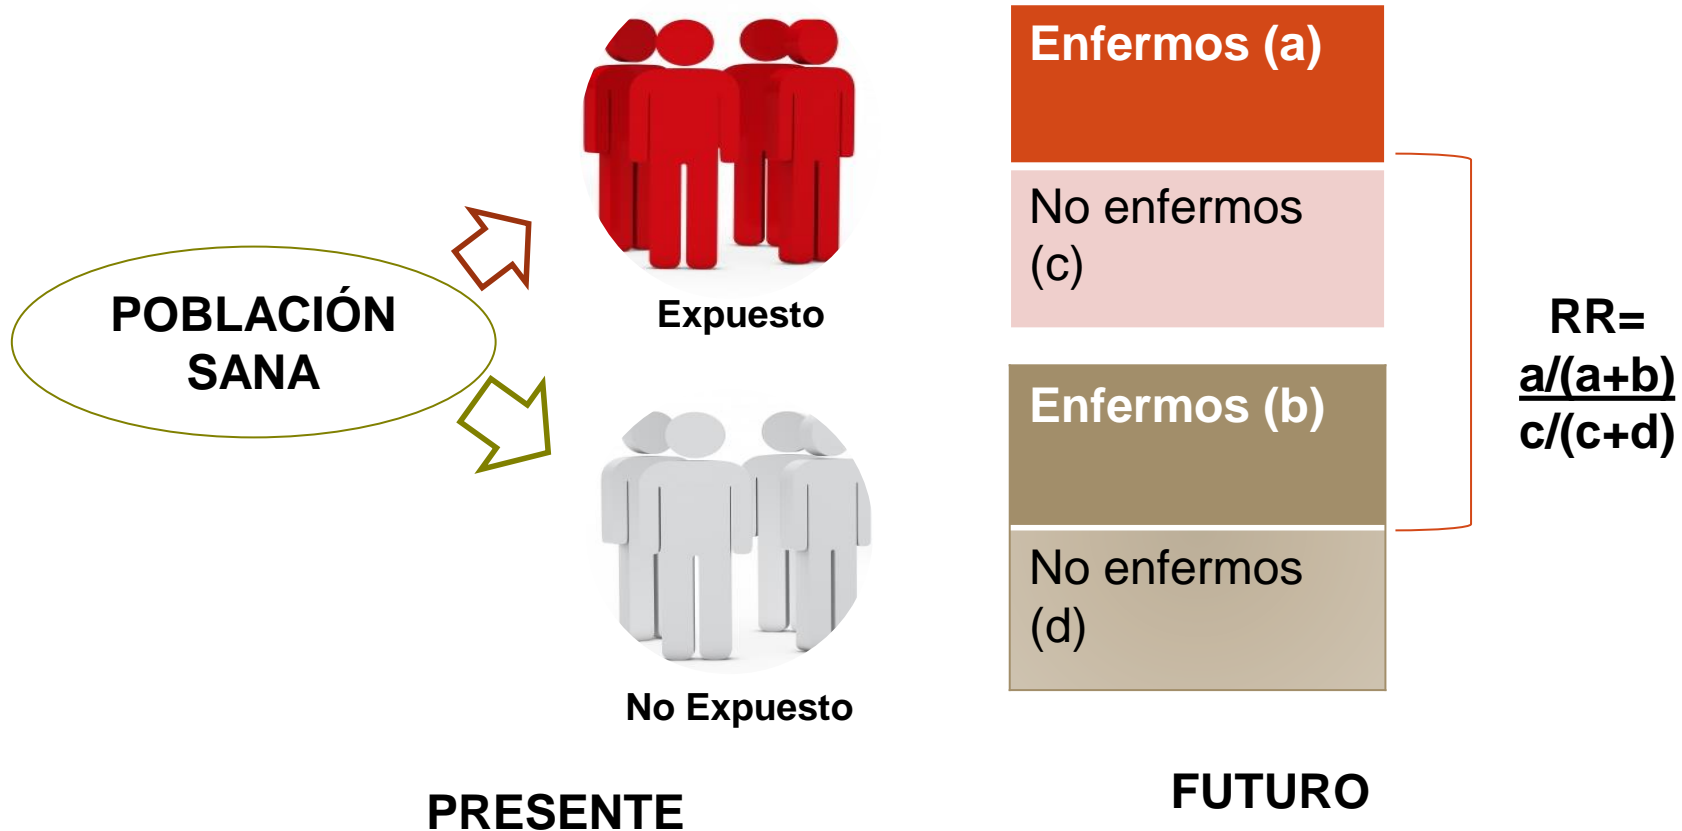 POBLACIÓN
SANA
Expuesto
No Expuesto
PRESENTE
Enfermos (a)
No enfermos
(c)
Enfermos (b)
No enfermos
(d)
FUTURO
RR=
a/(a+b)
c/(c+d)